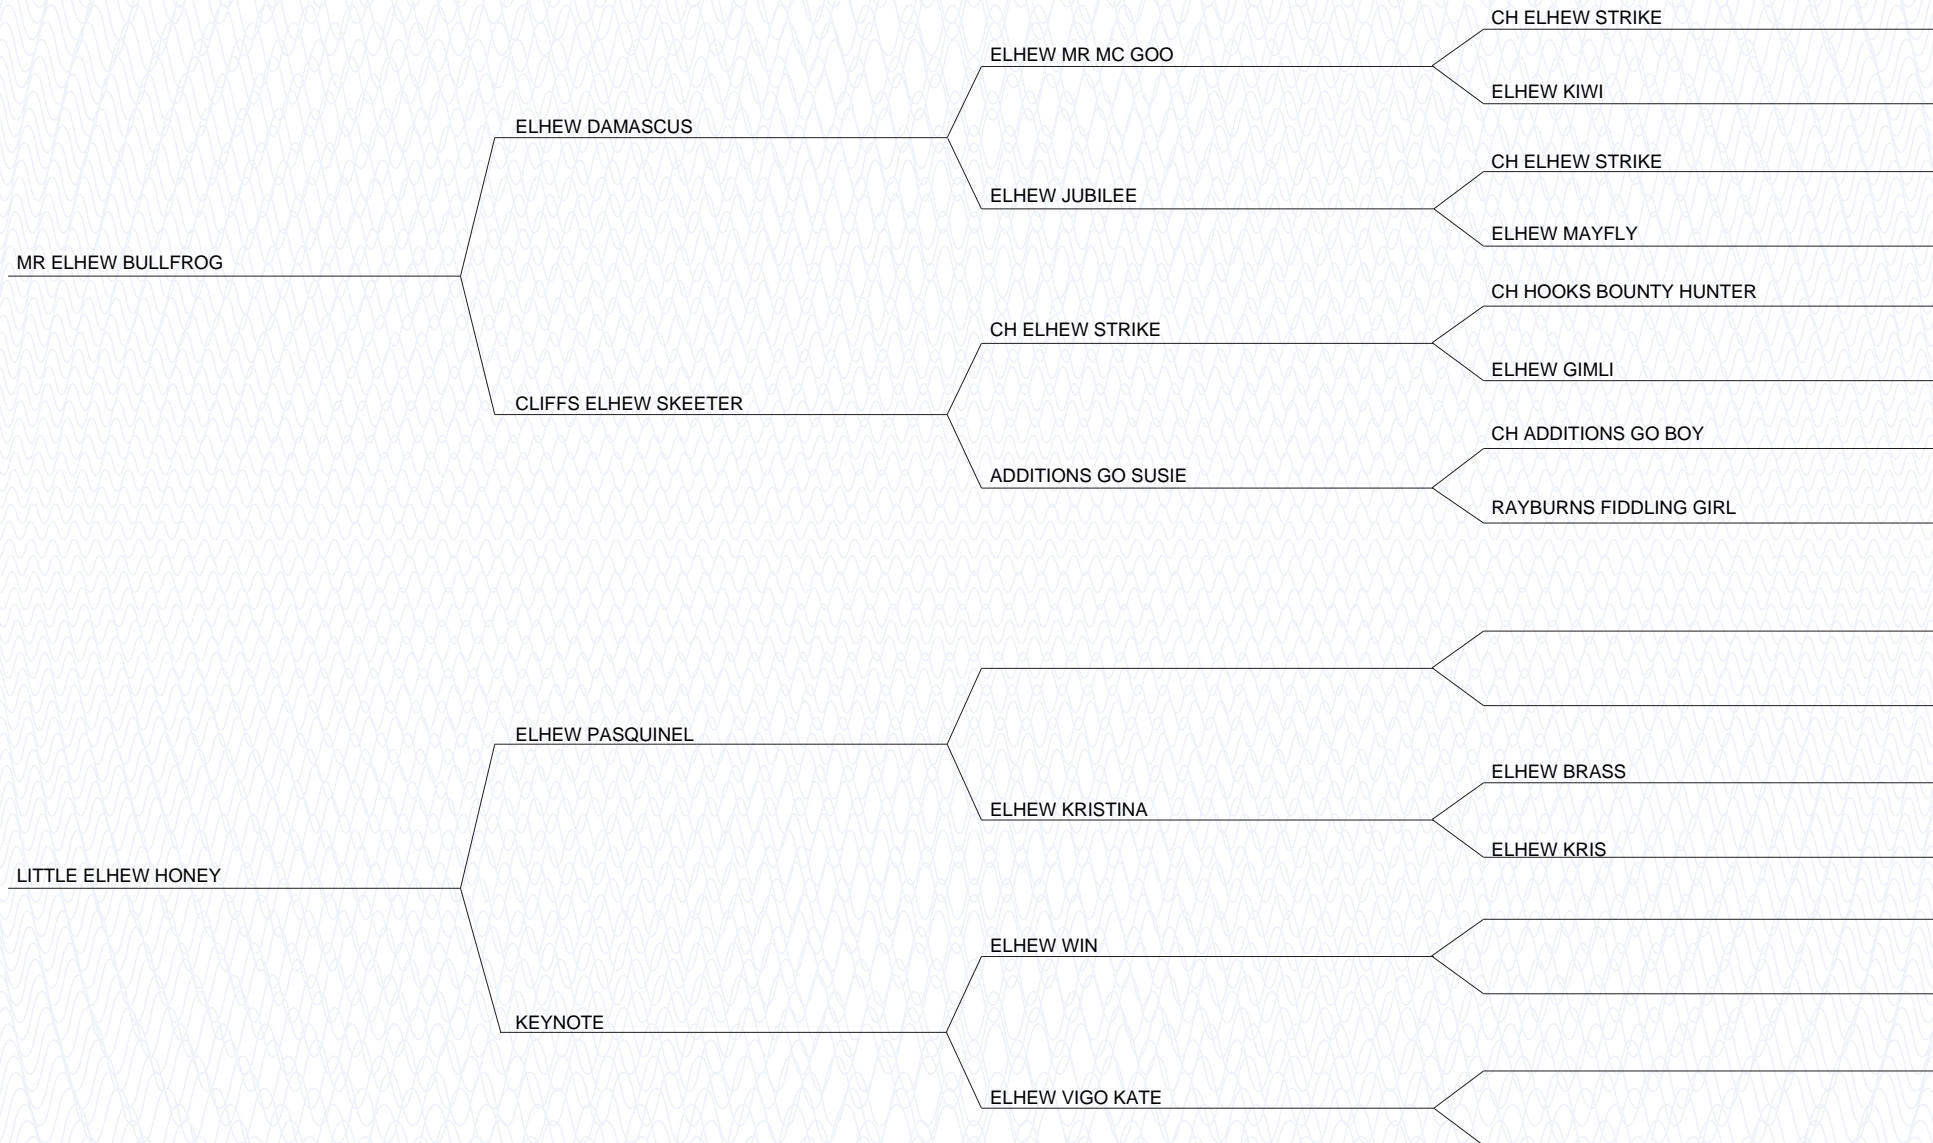 CH ELHEW STRIKE
ELHEW MR MC GOO
ELHEW KIWI
ELHEW DAMASCUS
CH ELHEW STRIKE
ELHEW JUBILEE
ELHEW MAYFLY
MR ELHEW BULLFROG
CH HOOKS BOUNTY HUNTER
CH ELHEW STRIKE
ELHEW GIMLI
CLIFFS ELHEW SKEETER
CH ADDITIONS GO BOY
ADDITIONS GO SUSIE
RAYBURNS FIDDLING GIRL
ELHEW PASQUINEL
ELHEW BRASS
ELHEW KRISTINA
ELHEW KRIS
LITTLE ELHEW HONEY
ELHEW WIN
KEYNOTE
ELHEW VIGO KATE